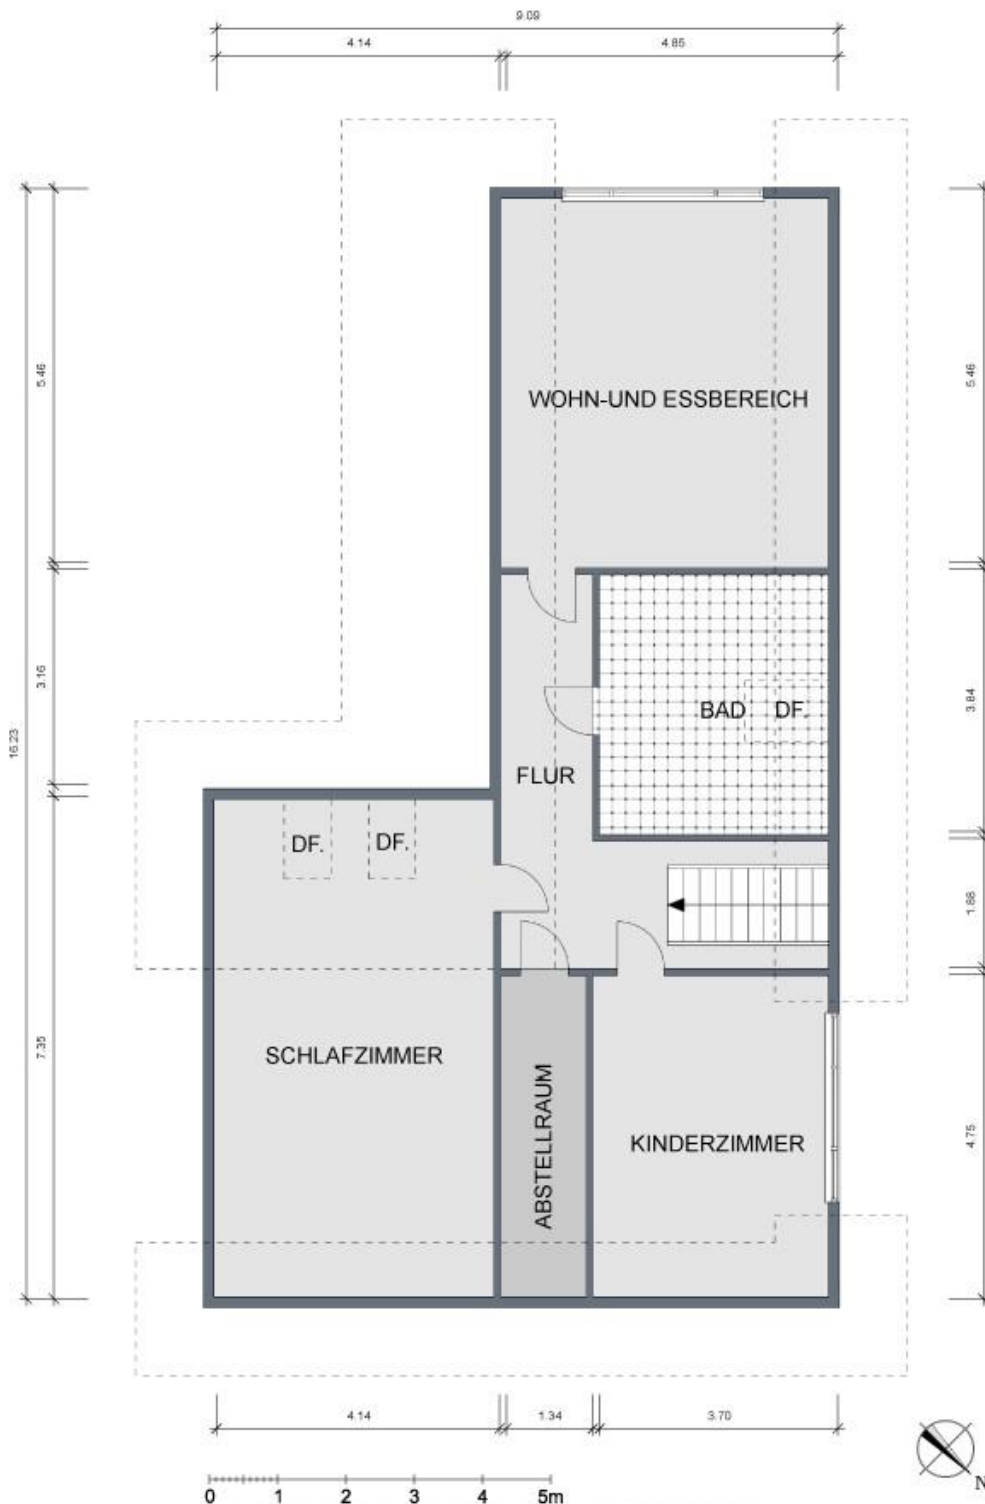 9.09
4.14
4.85
5.46
5.46
WOHN-UND ESSBEREICH
3.16
3.84
BAD
DF.
16.23
FLUR
DF.
DF.
1.88
7.35
SCHLAFZIMMER
ABSTELLRAUM
KINDERZIMMER
4.75
4.14
1.34
3.70
N
0 1 2 3 4 5m